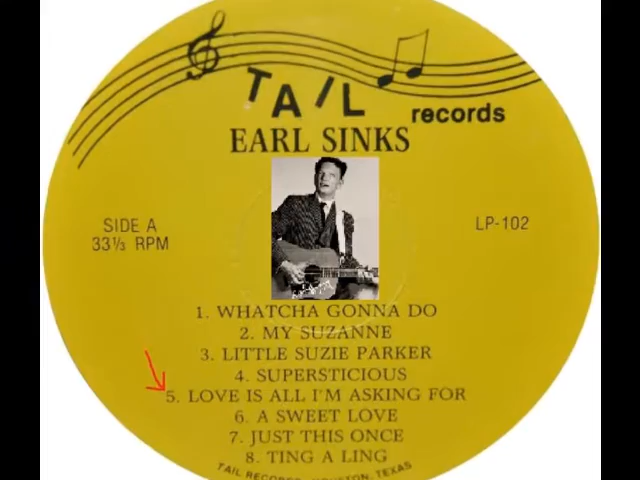 TAIL
records
EARL SINKS
SIDE A
33⅓ RPM
LP-102
1. WHATCHA GONNA DO
2. MY SUZANNE
3. LITTLE SUZIE PARKER
4. SUPERSTICIOUS
5. LOVE IS ALL I'M ASKING FOR
6. A SWEET LOVE
7. JUST THIS ONCE
8. TING A LING
TAIL RECORDS, HOUSTON, TEXAS